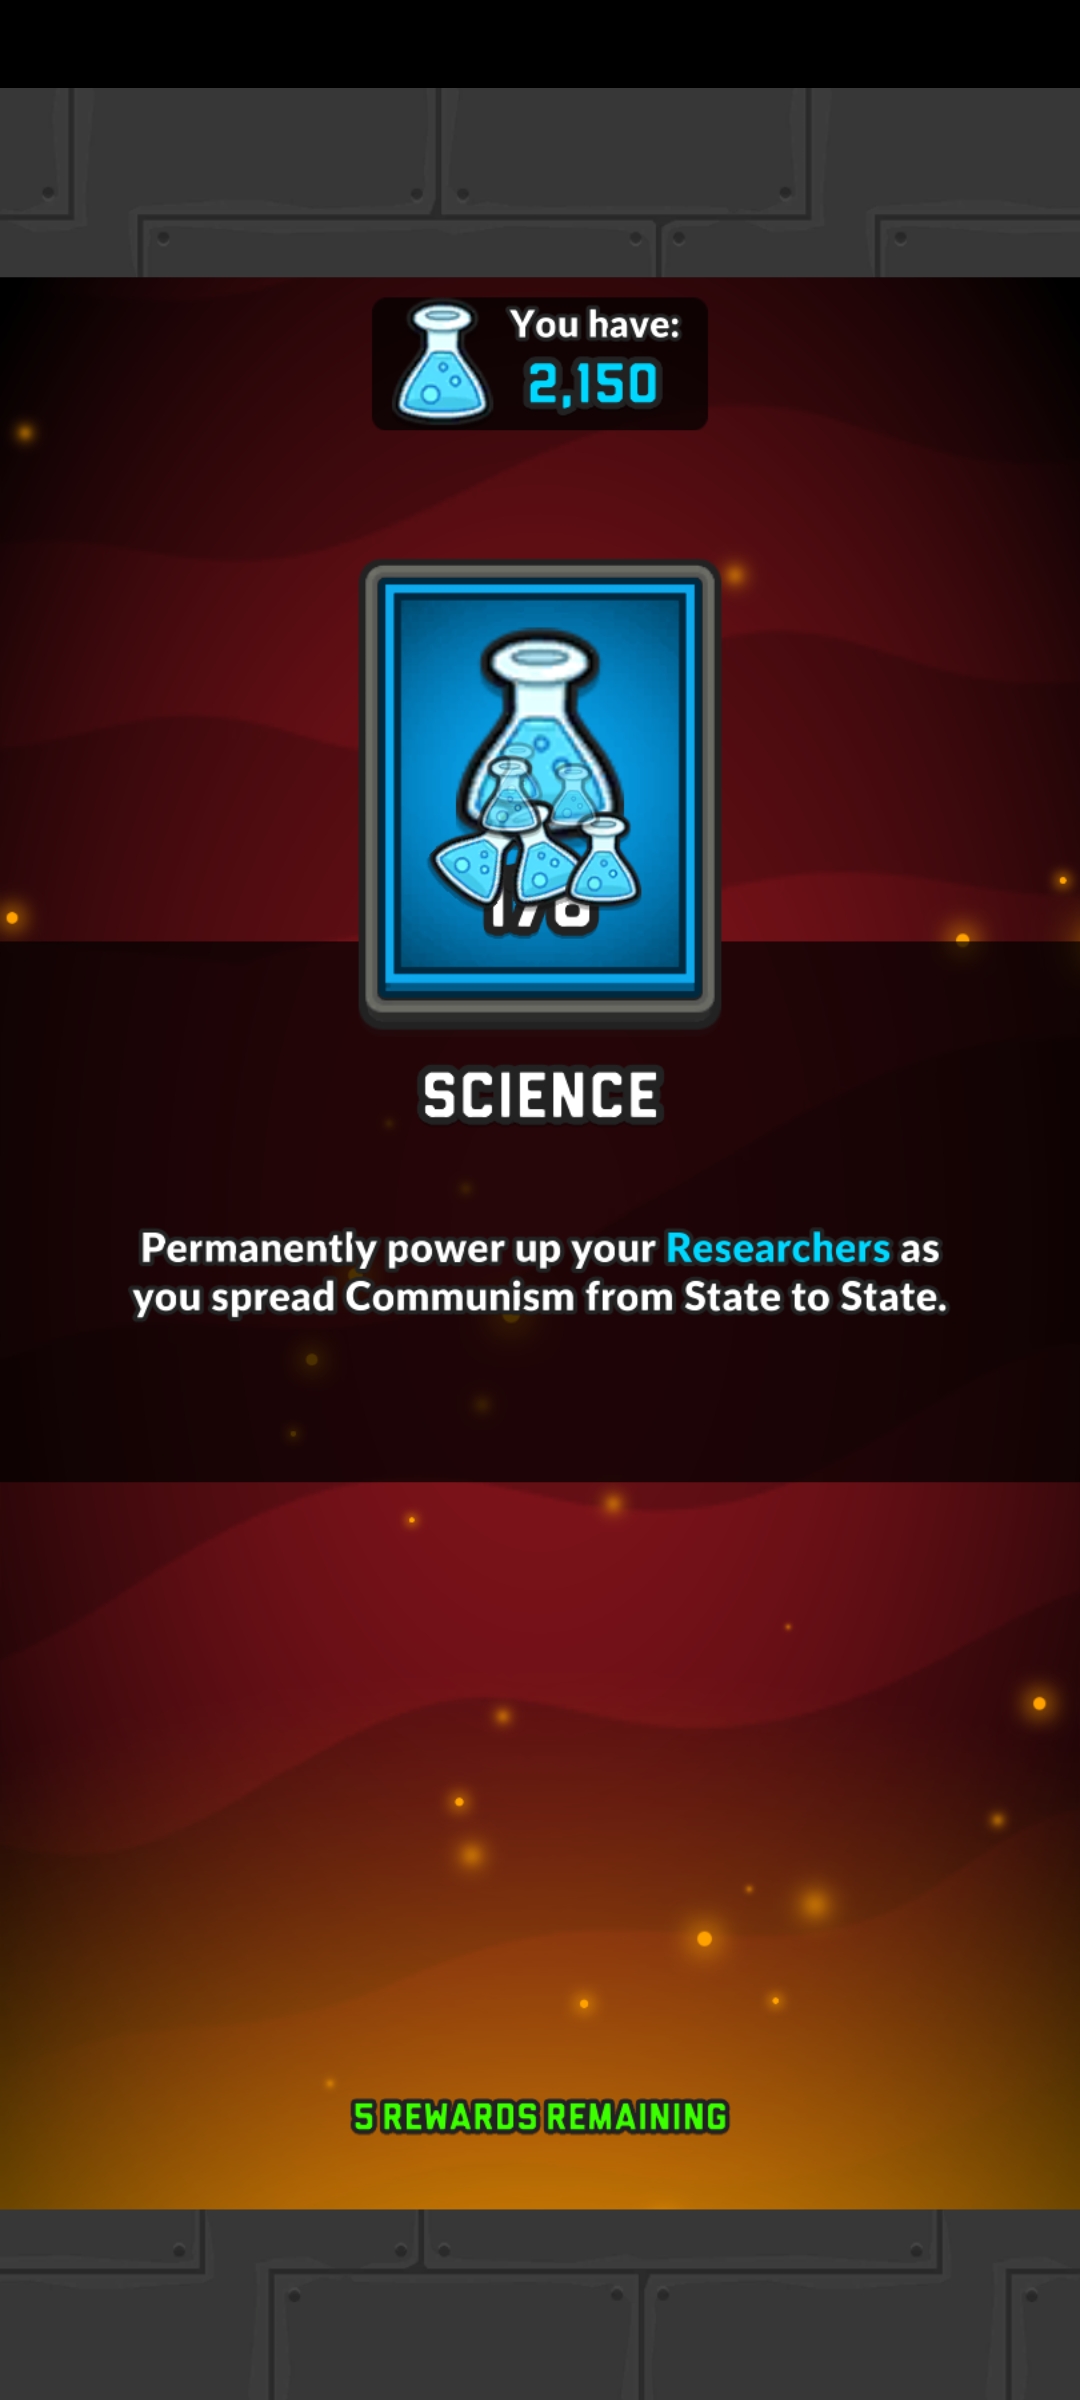 You have:
2,150
SCIENCE
Permanently power up your Researchers as
you spread Communism from State to State.
5 REWARDS REMAINING